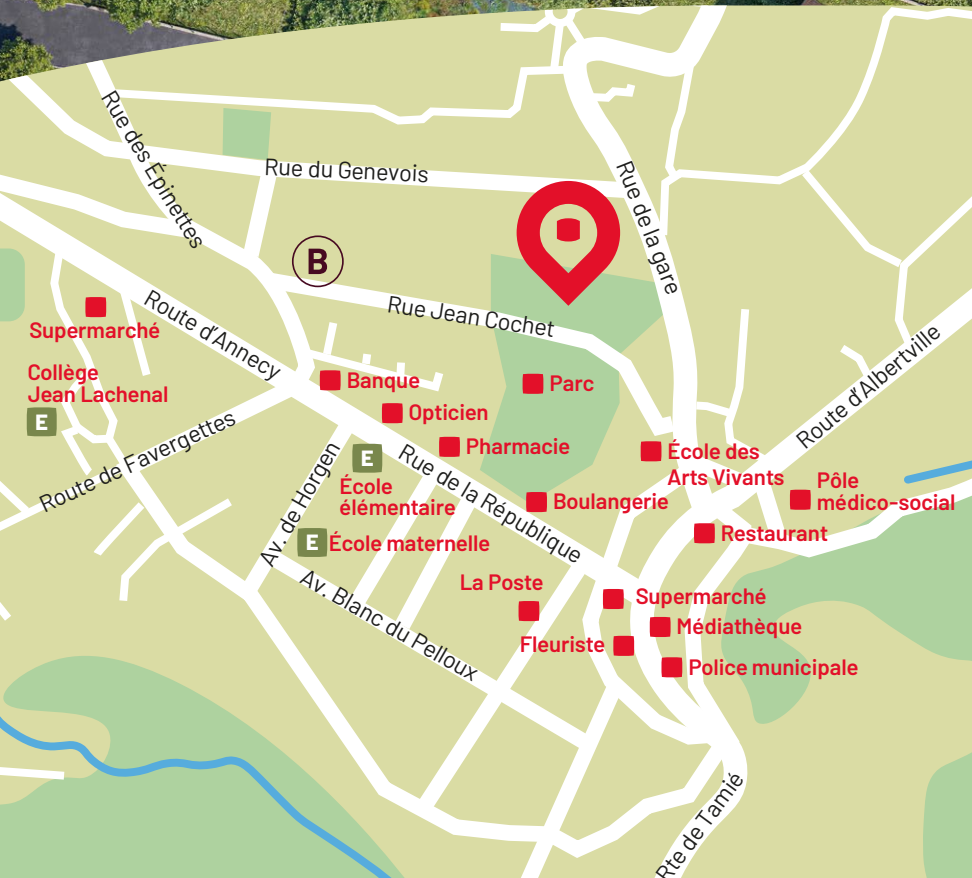 Rue des Épinettes
Rue du Genevois
Rue de la gare
B
Rue Jean Cochet
Route d'Annecy
Supermarché
Collège
Jean Lachenal
E
Route de Favergettes
Banque
Opticien
Pharmacie
Parc
E
École
élémentaire
Av. de Horgen
E
École maternelle
Rue de la République
Boulangerie
École des
Arts Vivants
Route d'Albertville
Pôle
médico-social
Restaurant
Av. Blanc du Pelloux
La Poste
Supermarché
Médiathèque
Fleuriste
Police municipale
Rte de Tamié